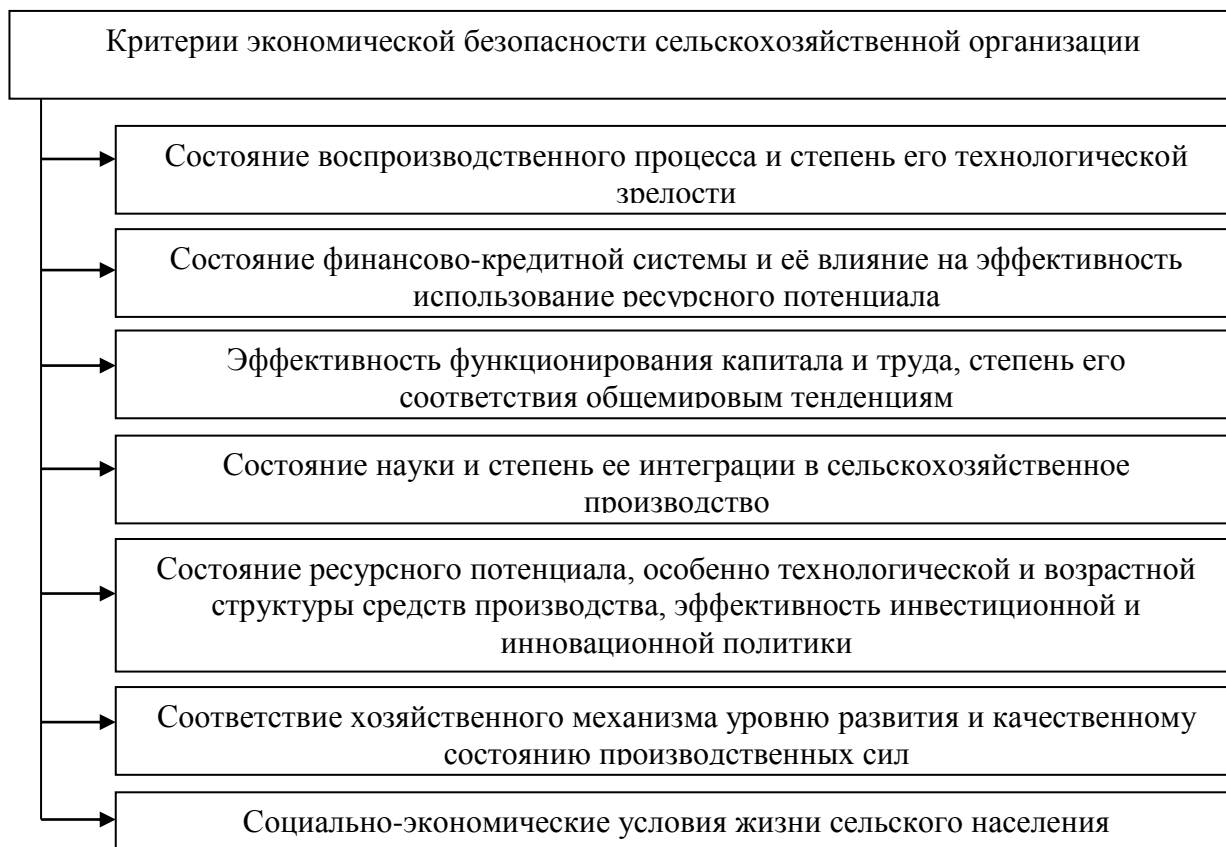 Критерии экономической безопасности сельскохозяйственной организации
Состояние воспроизводственного процесса и степень его технологической
зрелости
Состояние финансово-кредитной системы и её влияние на эффективность
использование ресурсного потенциала
Эффективность функционирования капитала и труда, степень его
соответствия общемировым тенденциям
Состояние науки и степень ее интеграции в сельскохозяйственное
производство
Состояние ресурсного потенциала, особенно технологической и возрастной
структуры средств производства, эффективность инвестиционной и
инновационной политики
Соответствие хозяйственного механизма уровню развития и качественному
состоянию производственных сил
Социально-экономические условия жизни сельского населения